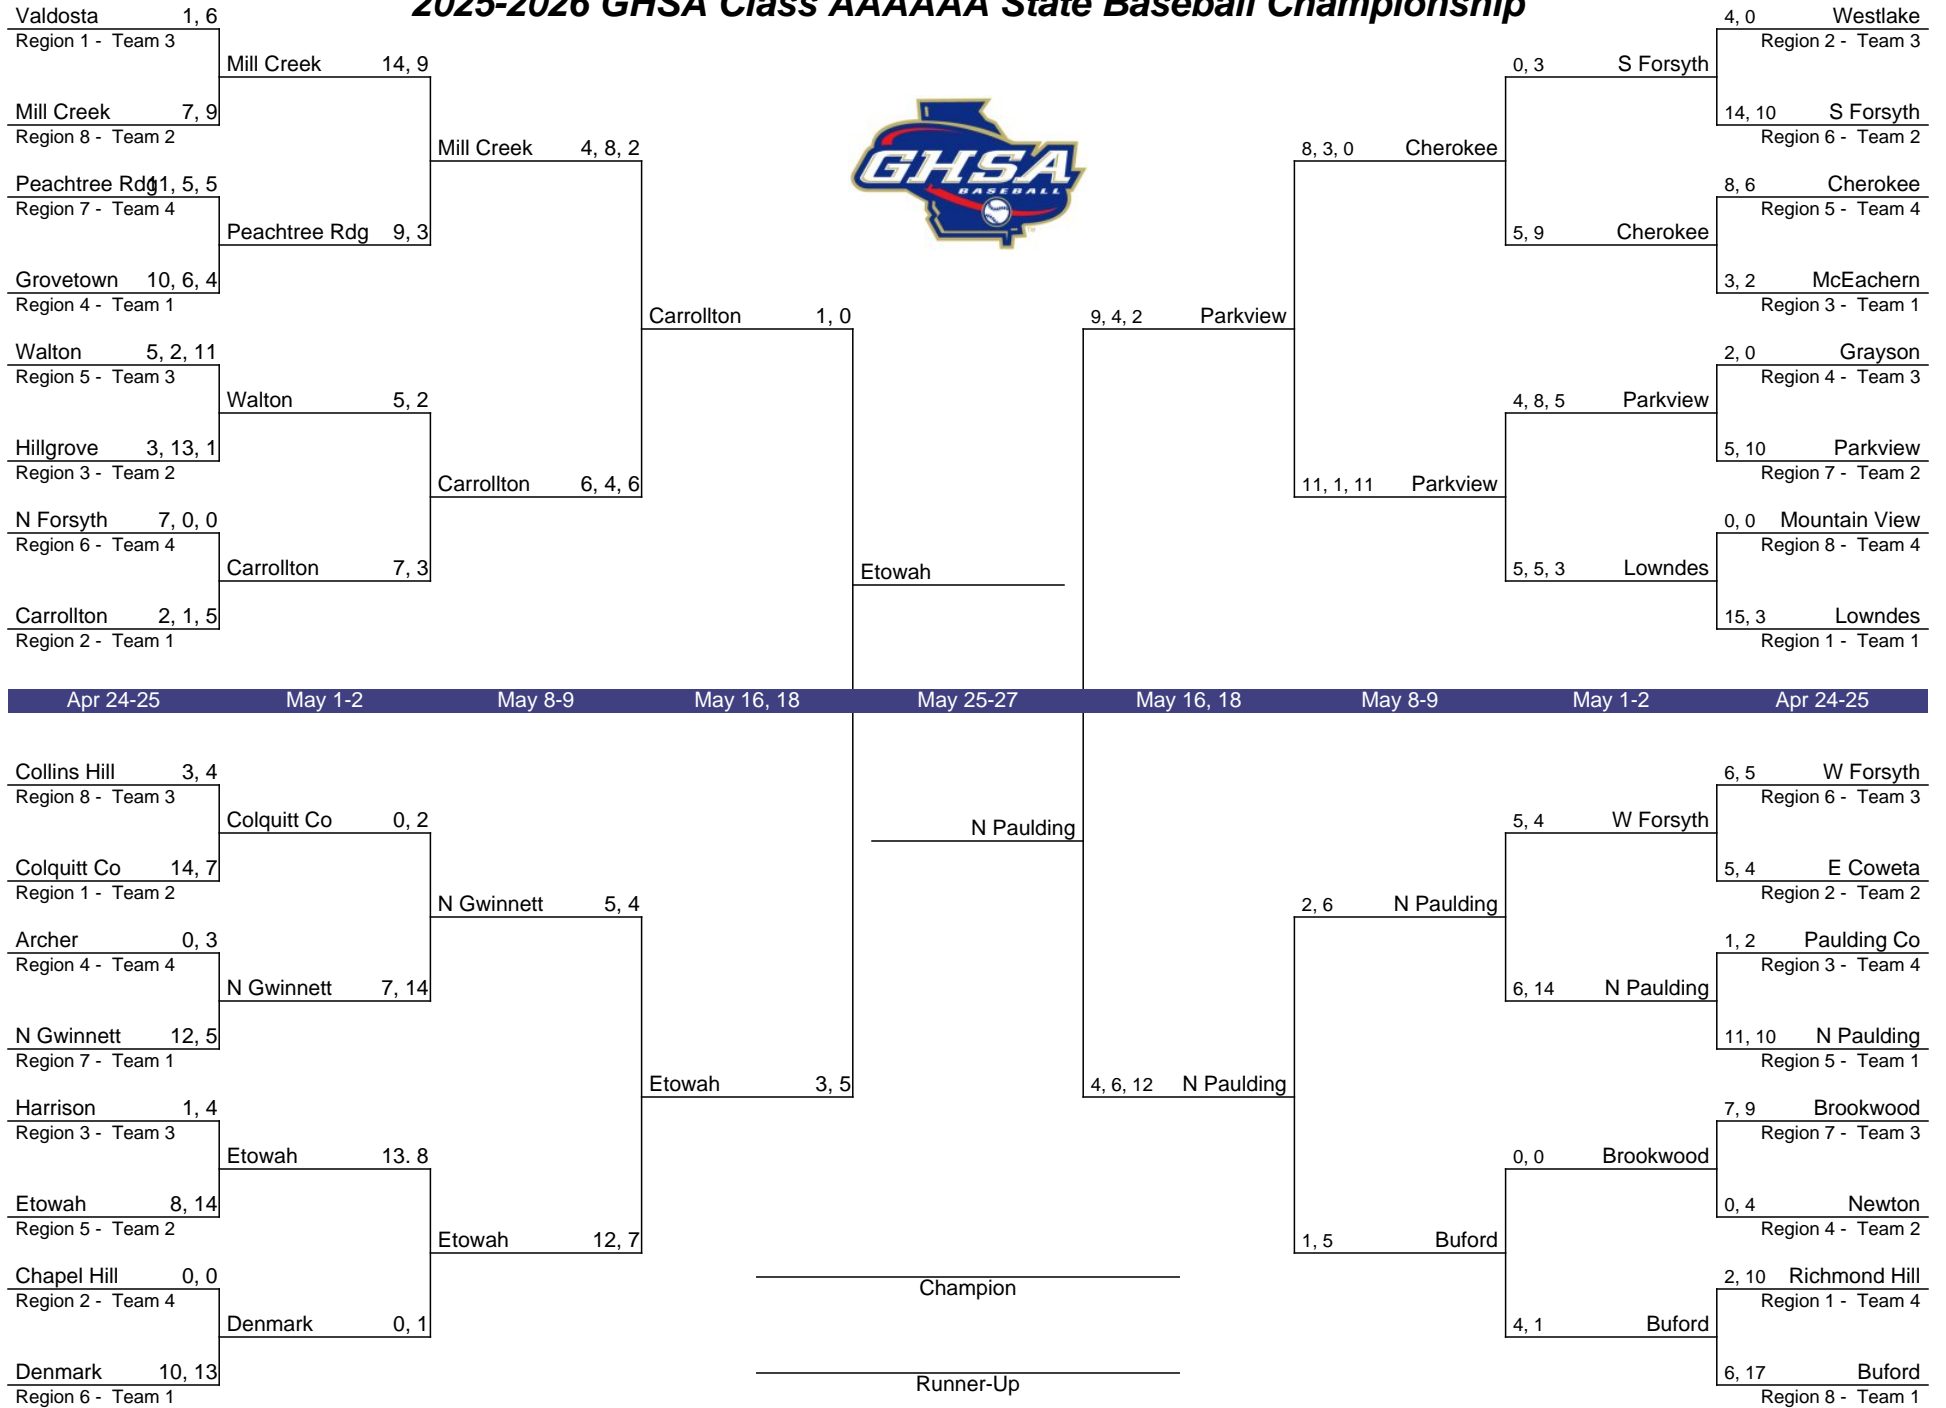 2025-2026 GHSA Class AAAAAA State Baseball Championship
Valdosta 1, 6
Region 1 - Team 3
Mill Creek 14, 9
Mill Creek 7, 9
Region 8 - Team 2
Mill Creek 4, 8, 2
Peachtree Rdg 11, 5, 5
Region 7 - Team 4
Peachtree Rdg 9, 3
Grovetown 10, 6, 4
Region 4 - Team 1
Carrollton 1, 0
Walton 5, 2, 11
Region 5 - Team 3
Walton 5, 2
Hillgrove 3, 13, 1
Region 3 - Team 2
Carrollton 6, 4, 6
N Forsyth 7, 0, 0
Region 6 - Team 4
Carrollton 7, 3
Carrollton 2, 1, 5
Region 2 - Team 1
Etowah
GHSA
BASEBALL
4, 0 Westlake
Region 2 - Team 3
0, 3 S Forsyth
14, 10 S Forsyth
Region 6 - Team 2
8, 3, 0 Cherokee
8, 6 Cherokee
Region 5 - Team 4
5, 9 Cherokee
3, 2 McEachern
Region 3 - Team 1
9, 4, 2 Parkview
2, 0 Grayson
Region 4 - Team 3
4, 8, 5 Parkview
5, 10 Parkview
Region 7 - Team 2
11, 1, 11 Parkview
0, 0 Mountain View
Region 8 - Team 4
5, 5, 3 Lowndes
15, 3 Lowndes
Region 1 - Team 1
Apr 24-25 May 1-2 May 8-9 May 16, 18 May 25-27 May 16, 18 May 8-9 May 1-2 Apr 24-25
Collins Hill 3, 4
Region 8 - Team 3
Colquitt Co 0, 2
Colquitt Co 14, 7
Region 1 - Team 2
N Gwinnett 5, 4
Archer 0, 3
Region 4 - Team 4
N Gwinnett 7, 14
N Gwinnett 12, 5
Region 7 - Team 1
Etowah 3, 5
Harrison 1, 4
Region 3 - Team 3
Etowah 13. 8
Etowah 8, 14
Region 5 - Team 2
Etowah 12, 7
Chapel Hill 0, 0
Region 2 - Team 4
Denmark 0, 1
Denmark 10, 13
Region 6 - Team 1
N Paulding
6, 5 W Forsyth
Region 6 - Team 3
5, 4 W Forsyth
5, 4 E Coweta
Region 2 - Team 2
2, 6 N Paulding
1, 2 Paulding Co
Region 3 - Team 4
6, 14 N Paulding
11, 10 N Paulding
Region 5 - Team 1
4, 6, 12 N Paulding
7, 9 Brookwood
Region 7 - Team 3
0, 0 Brookwood
0, 4 Newton
Region 4 - Team 2
1, 5 Buford
2, 10 Richmond Hill
Region 1 - Team 4
4, 1 Buford
6, 17 Buford
Region 8 - Team 1
Champion
Runner-Up